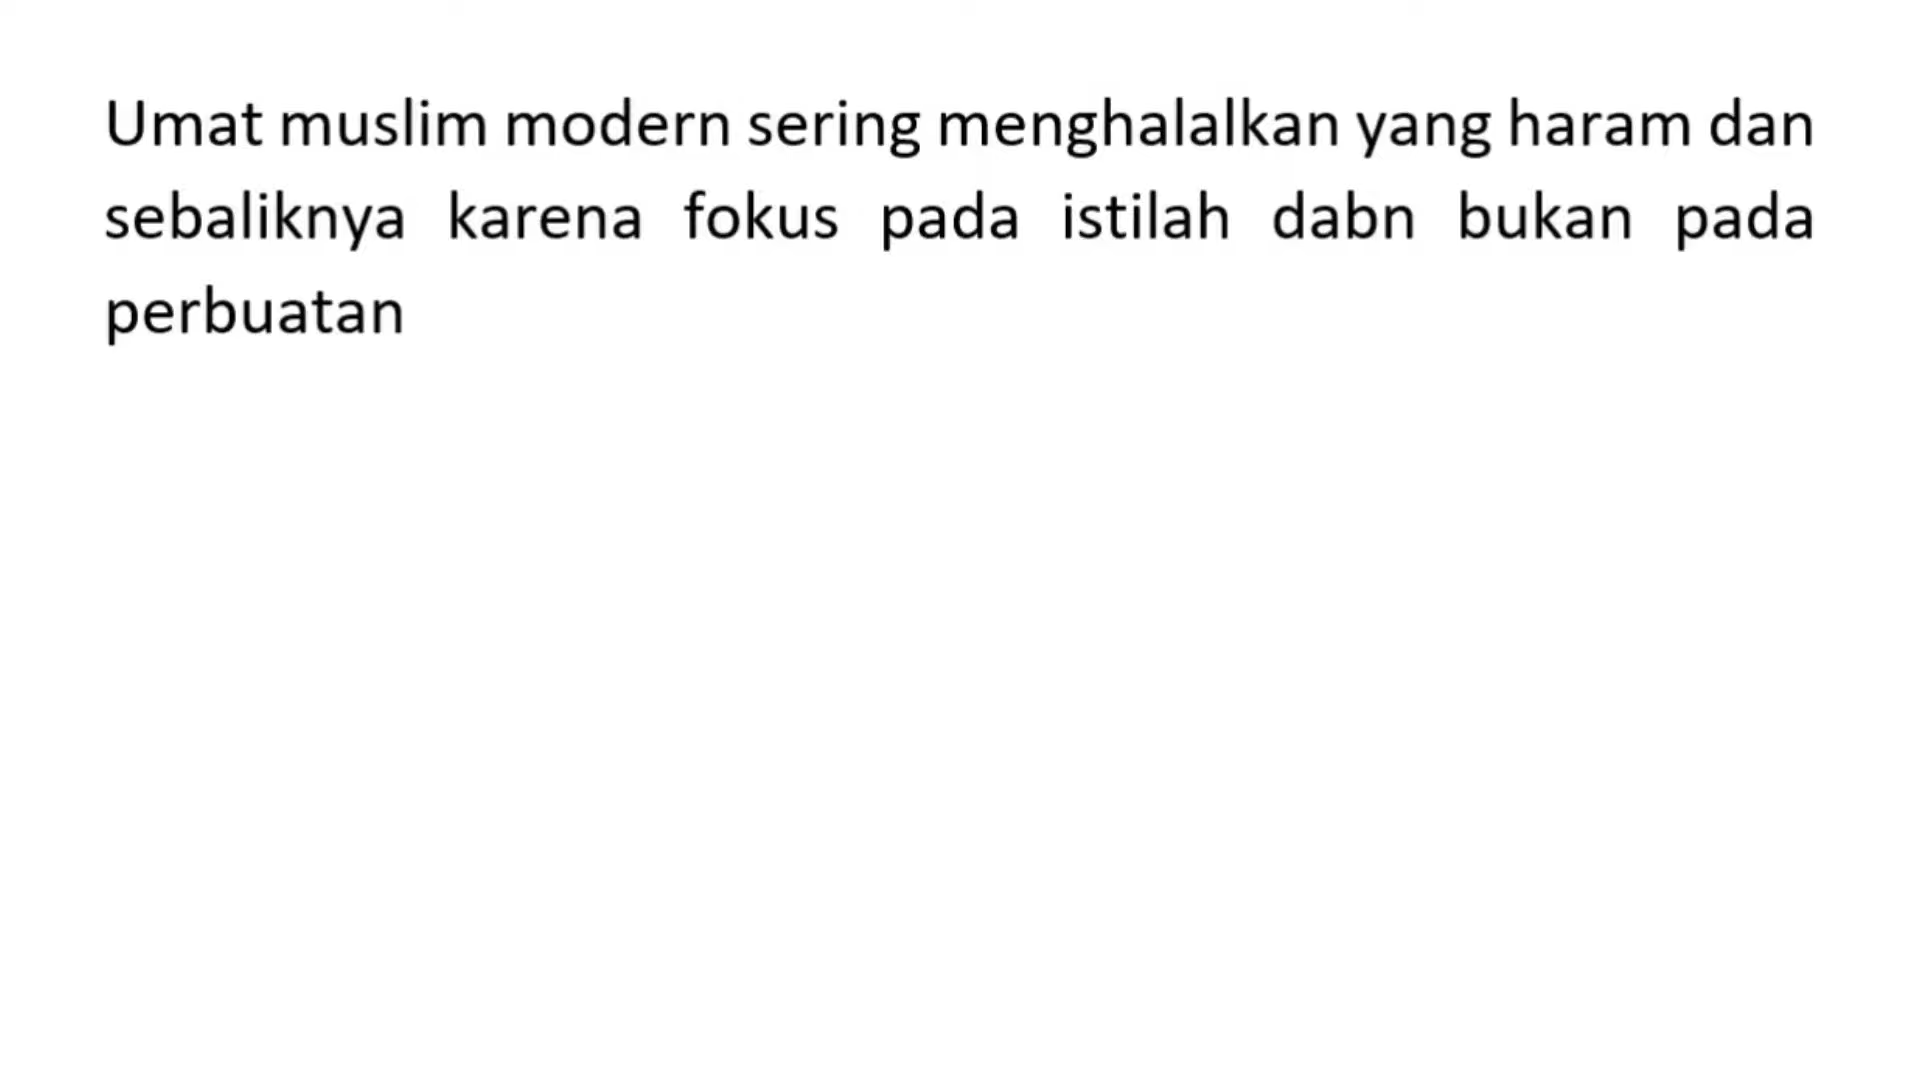 Umat muslim modern sering menghalalkan yang haram dan
sebaliknya karena fokus pada istilah dabn bukan pada
perbuatan